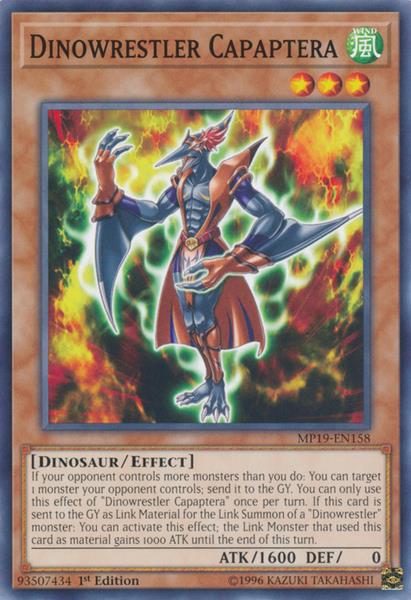 DINOWRESTLER CAPAPTERA
WIND
風
MP19-EN158
[DINOSAUR/EFFECT]
If your opponent controls more monsters than you do: You can target
1 monster your opponent controls; send it to the GY. You can only use
this effect of "Dinowrestler Capaptera" once per turn. If this card is
sent to the GY as Link Material for the Link Summon of a "Dinowrestler"
monster: You can activate this effect; the Link Monster that used this
card as material gains 1000 ATK until the end of this turn.
ATK/1600 DEF/ 0
93507434 1st Edition ©1996 KAZUKI TAKAHASHI